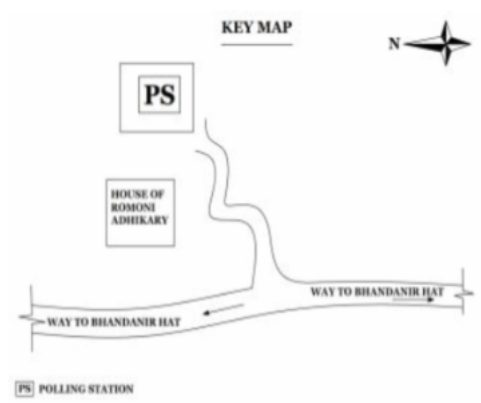 KEY MAP
N
PS
HOUSE OF
ROMONI
ADHIKARY
WAY TO BHANDANIR HAT
WAY TO BHANDANIR HAT
PS POLLING STATION